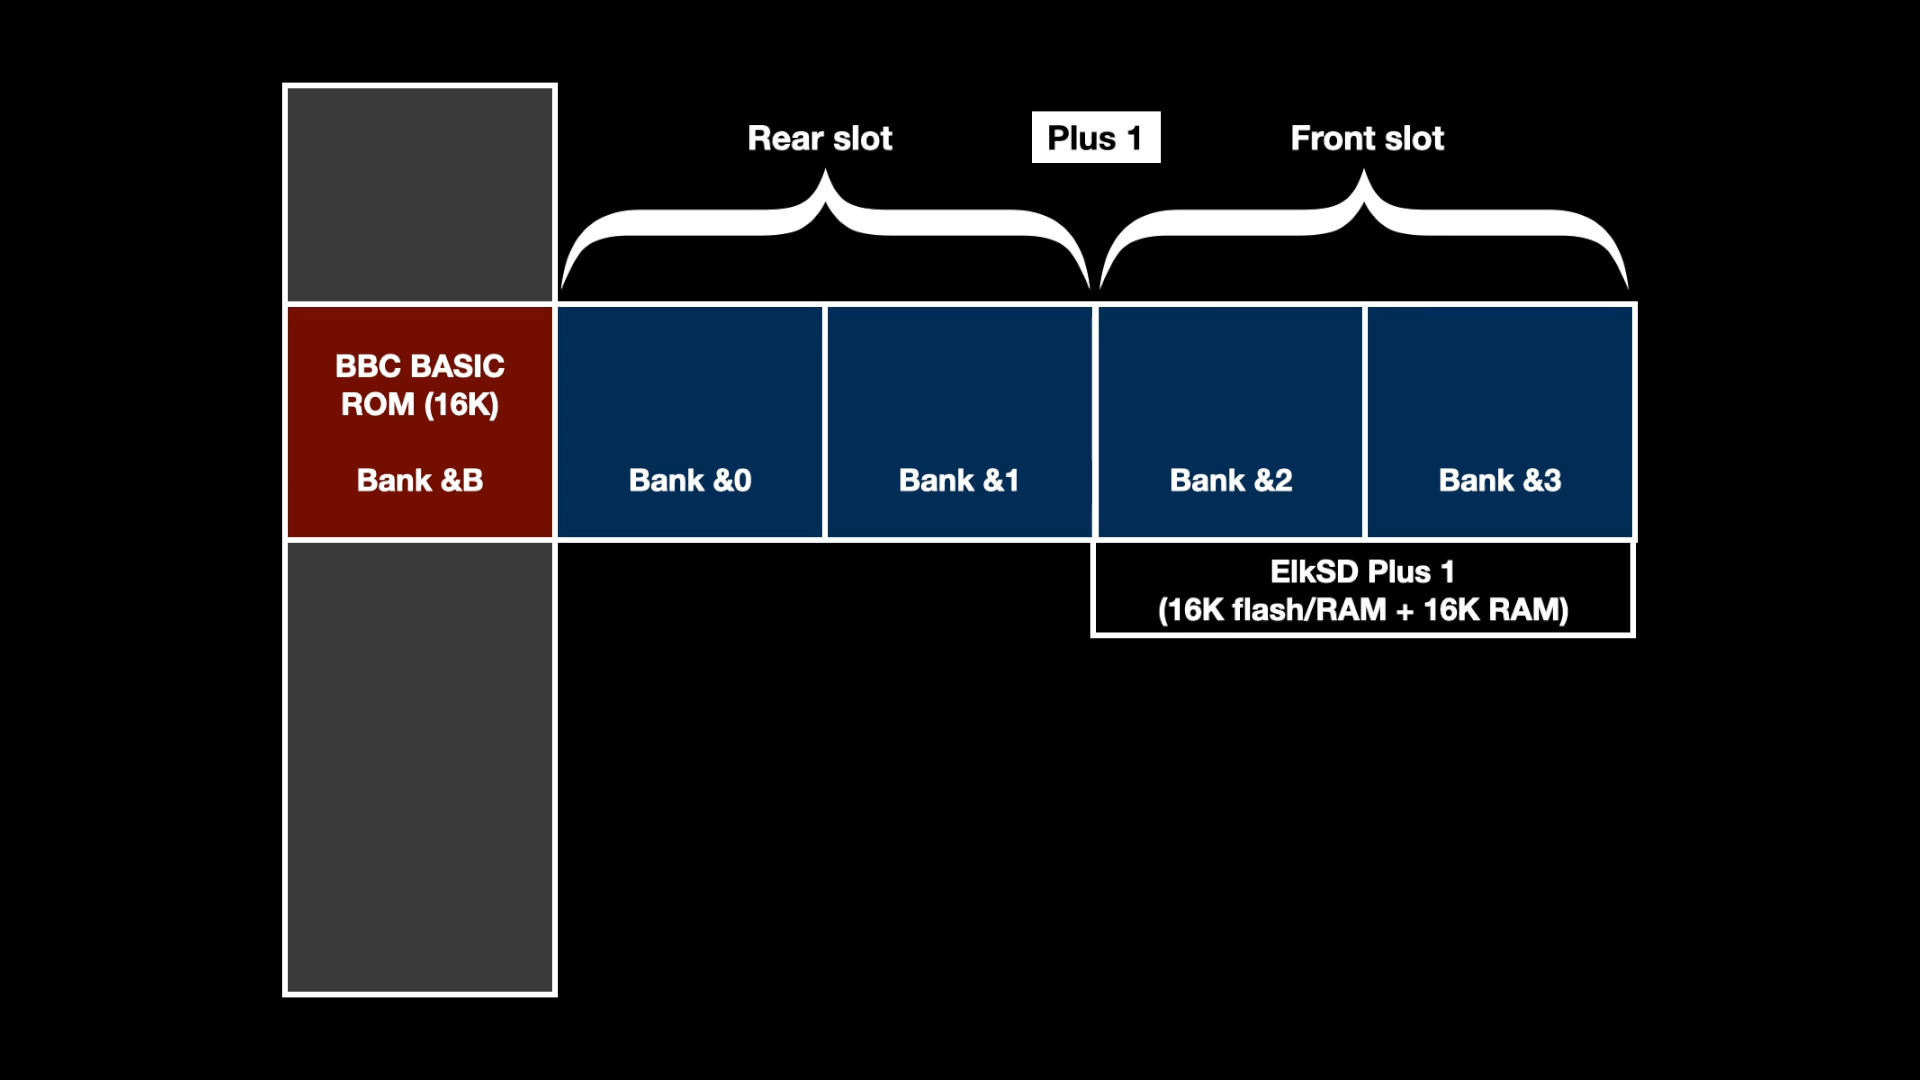 Rear slot
Plus 1
Front slot
BBC BASIC
ROM (16K)
Bank &B
Bank &0
Bank &1
Bank &2
Bank &3
ElkSD Plus 1
(16K flash/RAM + 16K RAM)